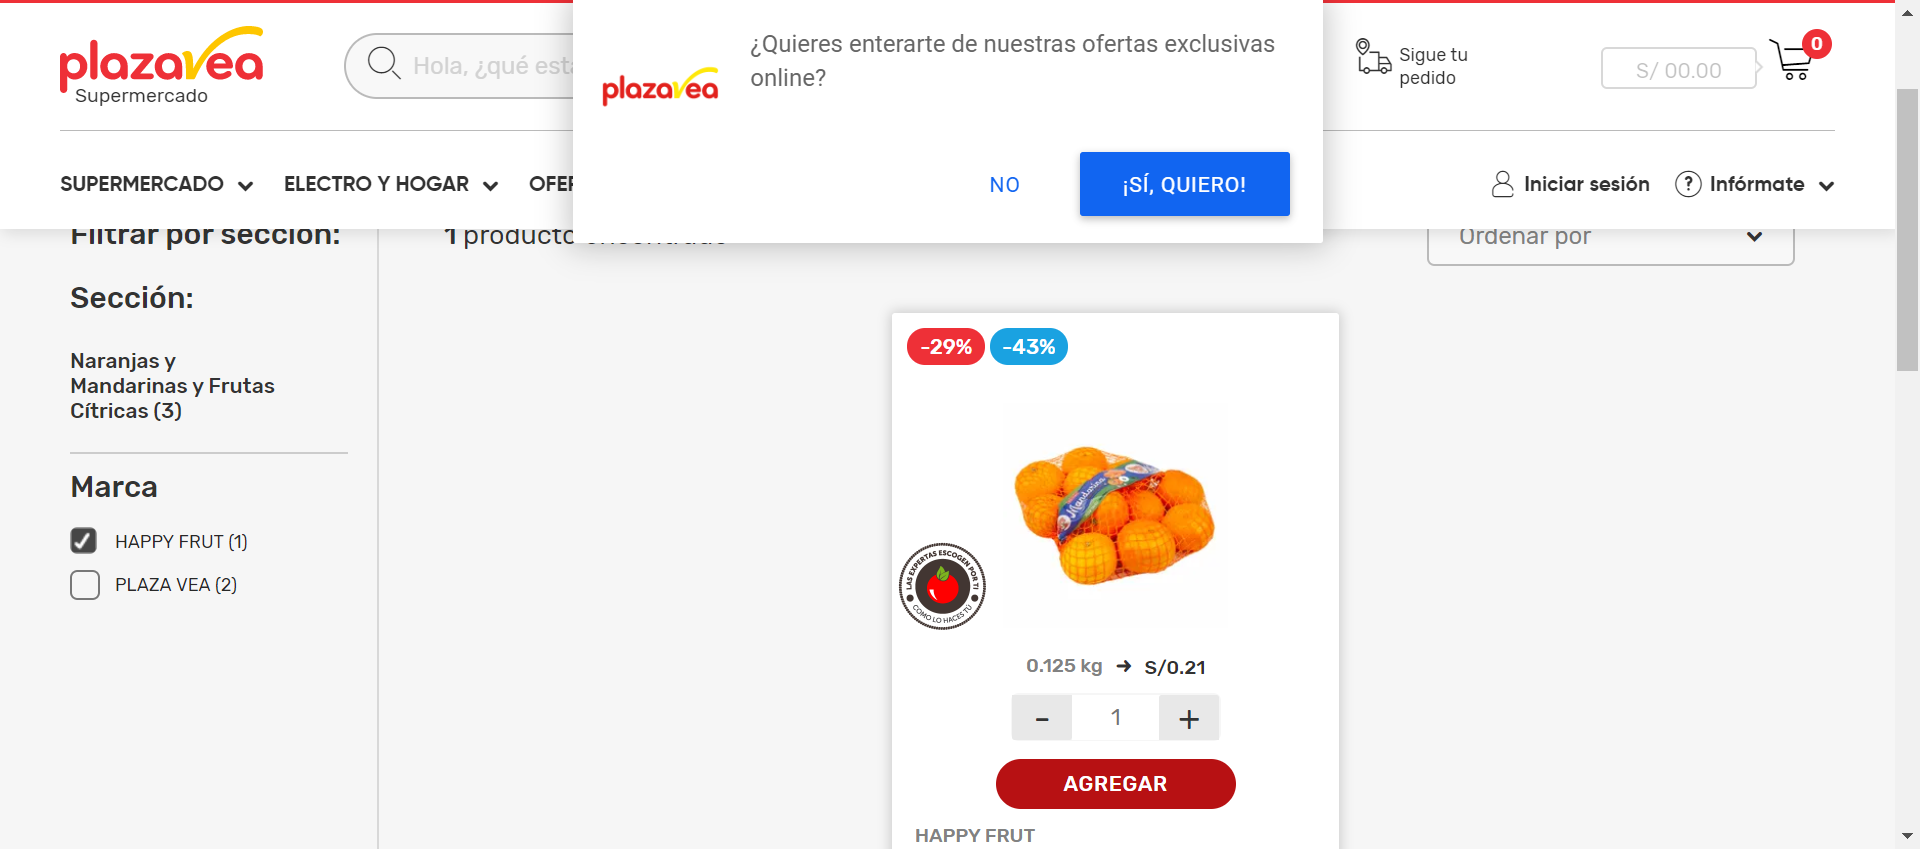 plazavea
Supermercado
Hola, ¿qué est
plazavea
¿Quieres enterarte de nuestras ofertas exclusivas
online?
NO
¡SÍ, QUIERO!
Sigue tu
pedido
S/ 00.00
0
SUPERMERCADO
ELECTRO Y HOGAR
OFE
Iniciar sesión
? Infórmate
Filtrar por sección:
1 producto encontrado
Ordenar por
Sección:
Naranjas y
Mandarinas y Frutas
Cítricas (3)
Marca
HAPPY FRUT (1)
PLAZA VEA (2)
-29%
-43%
Mandarina
LAS EXPERTAS ESCOGEN POR TI
COMO LO HACES TÚ
0.125 kg → S/0.21
- 1 +
AGREGAR
HAPPY FRUT